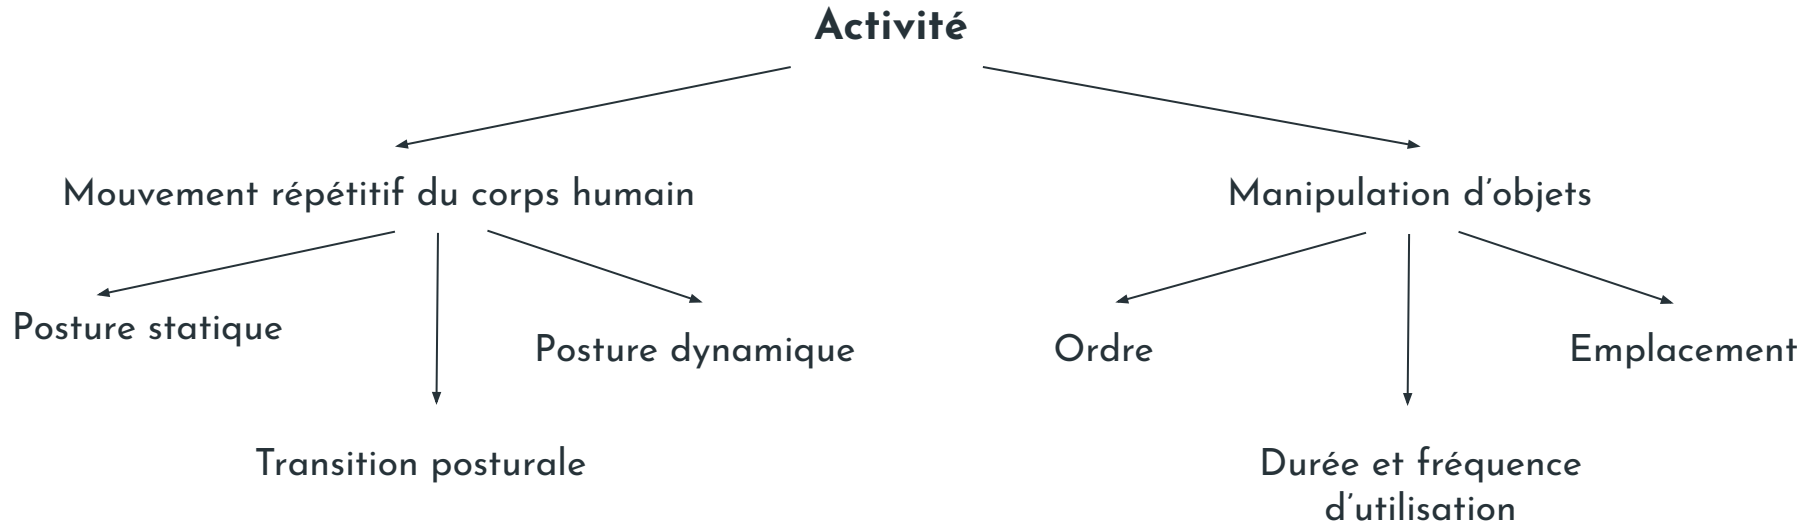 Activité
Mouvement répétitif du corps humain
Manipulation d'objets
Posture statique
Posture dynamique
Ordre
Emplacement
Transition posturale
Durée et fréquence
d'utilisation